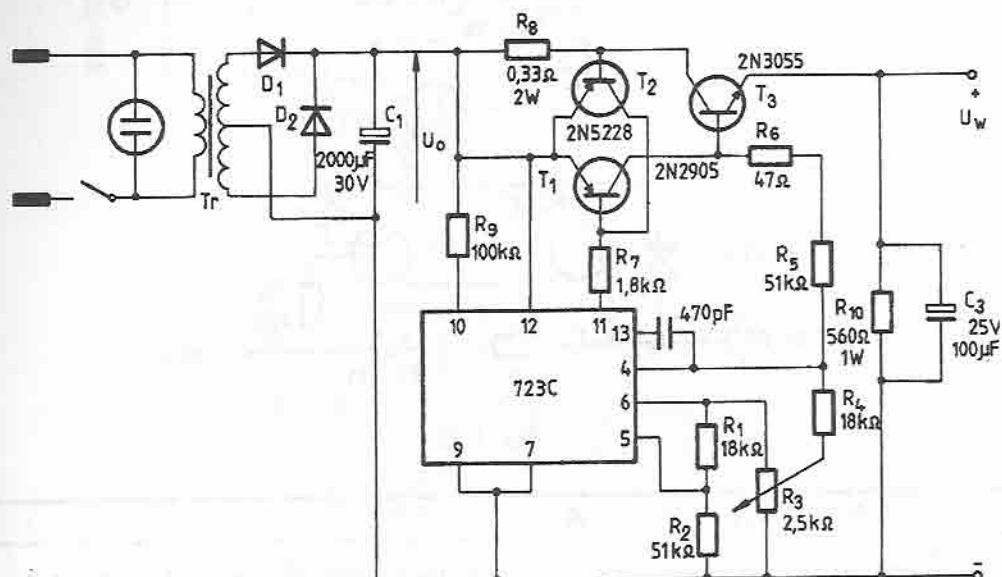 R8
0,33Ω
2W
2N3055
D1
D2
C1
2000µF
30V
Uo
T2
T3
2N5228
T1
2N2905
R6
47Ω
+
Uw
Tr
R9
100kΩ
R7
1,8kΩ
R5
51kΩ
R10
560Ω
1W
C3
25V
100µF
10
12
11
13
470pF
4
723C
6
5
R1
18kΩ
R4
18kΩ
9
7
R2
51kΩ
R3
2,5kΩ
-